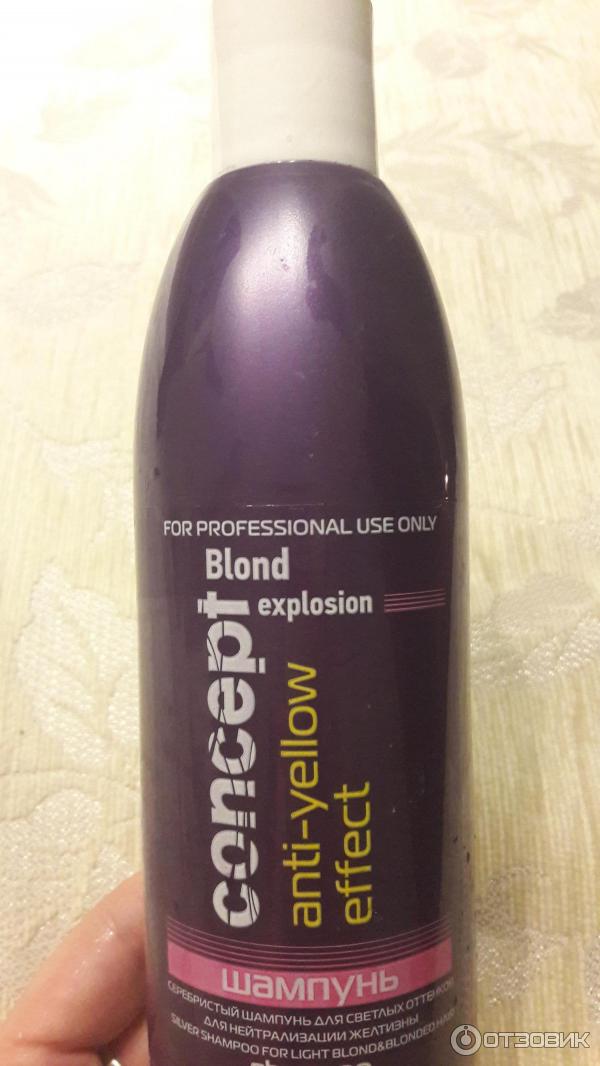 FOR PROFESSIONAL USE ONLY
Blond
explosion
concept
anti-yellow
effect
шампунь
СЕРЕБРИСТЫЙ ШАМПУНЬ ДЛЯ СВЕТЛЫХ ОТТЕНКОВ
ДЛЯ НЕЙТРАЛИЗАЦИИ ЖЕЛТИЗНЫ
SILVER SHAMPOO FOR LIGHT BLOND&BLONDED HAIR
ОТЗОВИК